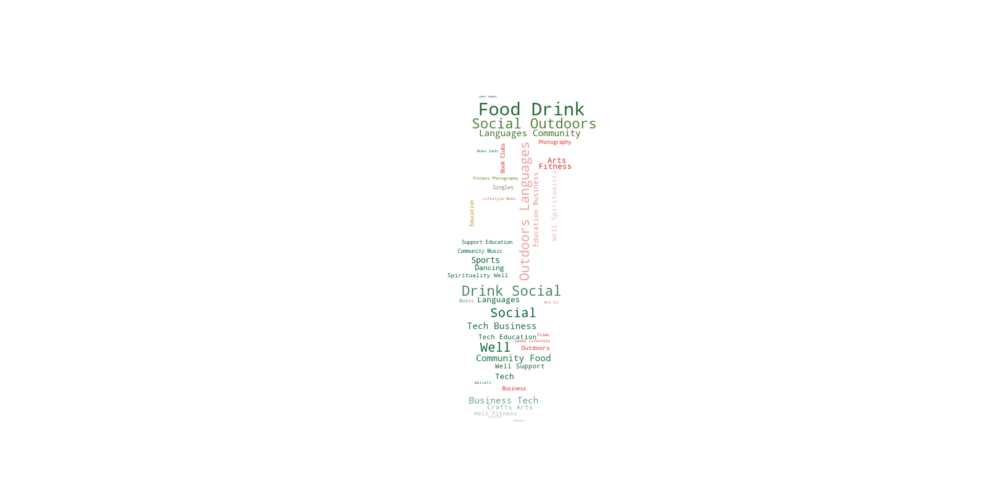 Food Drink
Social Outdoors
Languages Community
Photography
Book Clubs
Outdoors Languages
Arts
Fitness
Fitness Photography
Singles
Education Business
Well Spirituality
Education
Support Education
Community Music
Sports
Dancing
Spirituality Well
Drink Social
Music
Languages
Social
Tech Business
Tech Education
Films
Games Lifestyle
Well
Outdoors
Community Food
Well Support
Tech
Business
Business Tech
Crafts Arts
Well Fitness